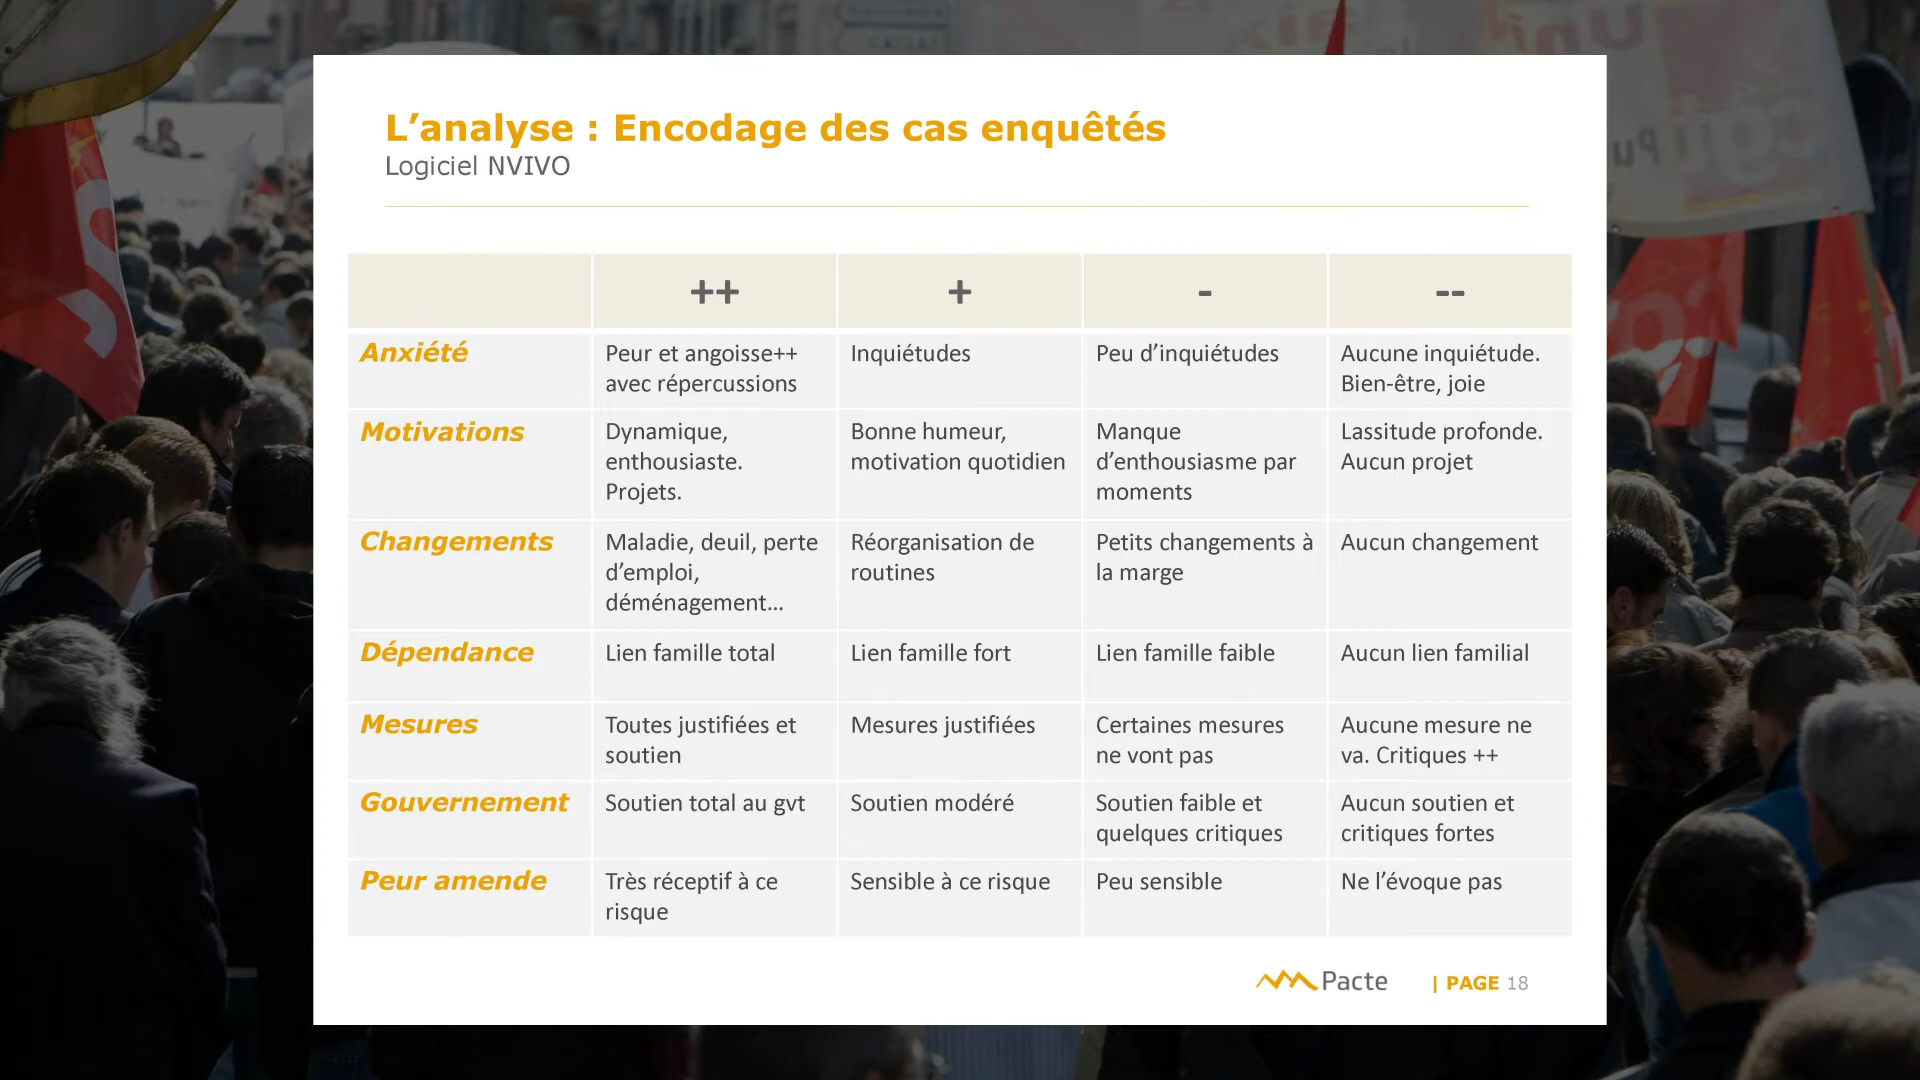 L’analyse : Encodage des cas enquêtés
Logiciel NVIVO
++ + - --
Anxiété
Peur et angoisse++
avec répercussions
Inquiétudes
Peu d’inquiétudes
Aucune inquiétude.
Bien-être, joie
Motivations
Dynamique,
enthousiaste.
Projets.
Bonne humeur,
motivation quotidien
Manque
d’enthousiasme par
moments
Lassitude profonde.
Aucun projet
Changements
Maladie, deuil, perte
d’emploi,
déménagement…
Réorganisation de
routines
Petits changements à
la marge
Aucun changement
Dépendance
Lien famille total
Lien famille fort
Lien famille faible
Aucun lien familial
Mesures
Toutes justifiées et
soutien
Mesures justifiées
Certaines mesures
ne vont pas
Aucune mesure ne
va. Critiques ++
Gouvernement
Soutien total au gvt
Soutien modéré
Soutien faible et
quelques critiques
Aucun soutien et
critiques fortes
Peur amende
Très réceptif à ce
risque
Sensible à ce risque
Peu sensible
Ne l’évoque pas
Pacte
| PAGE 18